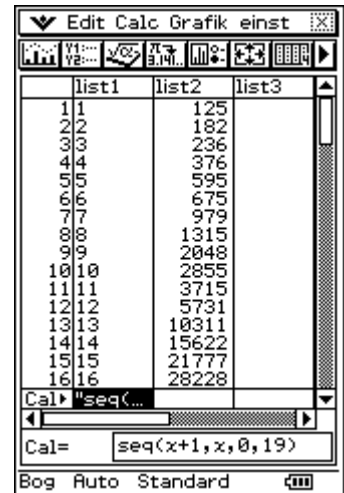 Edit Calc Grafik einst
list1 list2 list3
1 1 125
2 2 182
3 3 236
4 4 376
5 5 595
6 6 675
7 7 979
8 8 1315
9 9 2048
10 10 2855
11 11 3715
12 12 5731
13 13 10311
14 14 15622
15 15 21777
16 16 28228
Cal▸ "seq(…
Cal= seq(x+1,x,0,19)
Bog Auto Standard